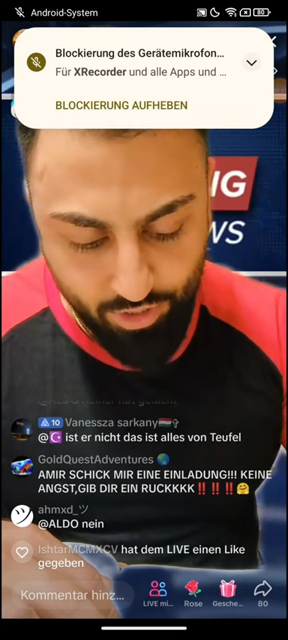 Android-System
80
Blockierung des Gerätemikrofon...
Für XRecorder und alle Apps und ...
BLOCKIERUNG AUFHEBEN
IG
WS
10 Vanessza sarkany
@ ist er nicht das ist alles von Teufel
GoldQuestAdventures
AMIR SCHICK MIR EINE EINLADUNG!!! KEINE
ANGST,GIB DIR EIN RUCKKKK‼️‼️‼️🤗
ahmxd_ツ
@ALDO nein
IshtarMCMXCV hat dem LIVE einen Like
gegeben
Kommentar hinz...
LIVE mi...
Rose
Gesche...
80